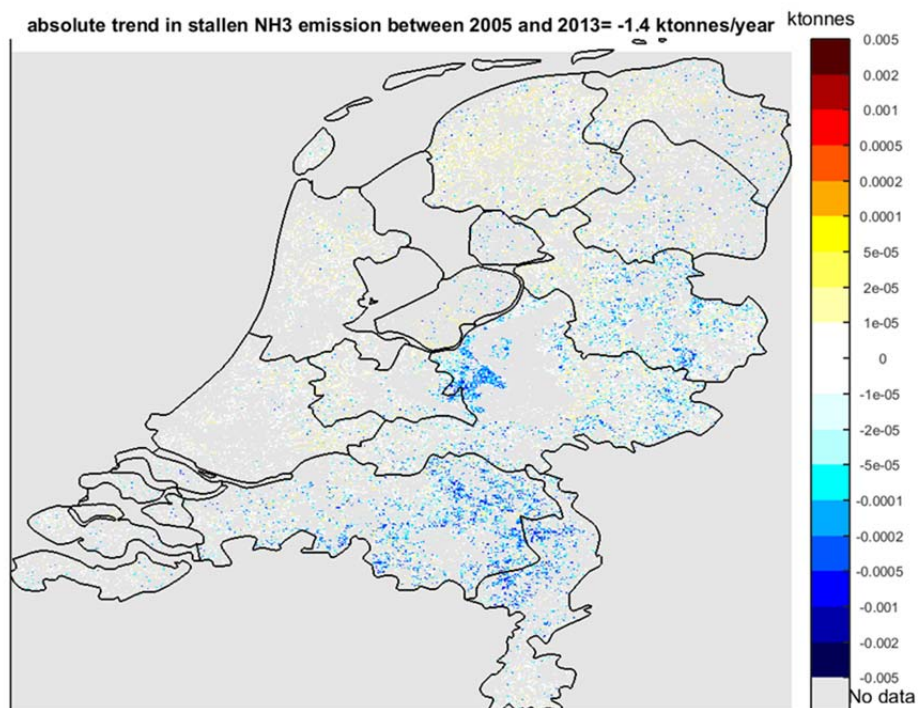 absolute trend in stallen NH3 emission between 2005 and 2013= -1.4 ktonnes/year
ktonnes
0.005
0.002
0.001
0.0005
0.0002
0.0001
5e-05
2e-05
1e-05
0
-1e-05
-2e-05
-5e-05
-0.0001
-0.0002
-0.0005
-0.001
-0.002
-0.005
No data